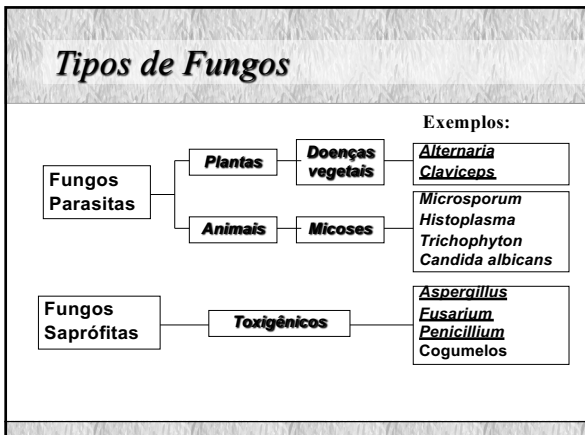 Tipos de Fungos
Exemplos:
Fungos
Parasitas
Plantas
Doenças
vegetais
Alternaria
Claviceps
Animais
Micoses
Microsporum
Histoplasma
Trichophyton
Candida albicans
Fungos
Saprófitas
Toxigênicos
Aspergillus
Fusarium
Penicillium
Cogumelos